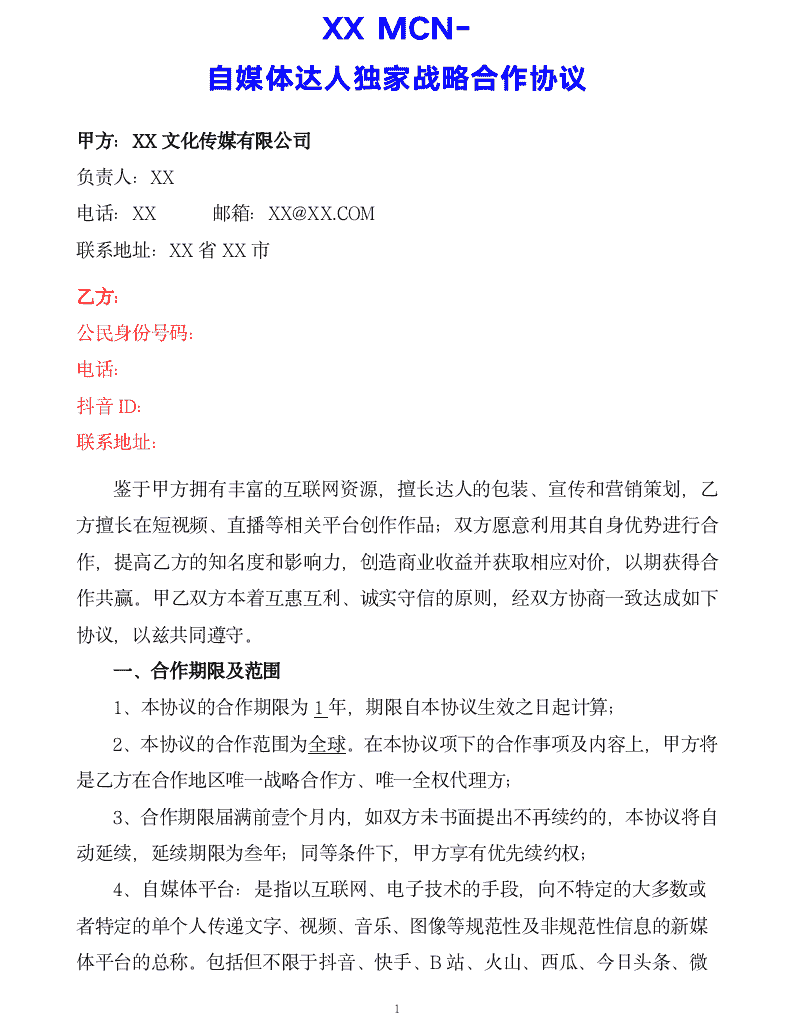 XX MCN-
自媒体达人独家战略合作协议
甲方：XX 文化传媒有限公司
负责人：XX
电话：XX 邮箱：XX@XX.COM
联系地址：XX 省 XX 市
乙方：
公民身份号码：
电话：
抖音 ID：
联系地址：
鉴于甲方拥有丰富的互联网资源，擅长达人的包装、宣传和营销策划，乙
方擅长在短视频、直播等相关平台创作作品；双方愿意利用其自身优势进行合
作，提高乙方的知名度和影响力，创造商业收益并获取相应对价，以期获得合
作共赢。甲乙双方本着互惠互利、诚实守信的原则，经双方协商一致达成如下
协议，以兹共同遵守。
一、合作期限及范围
1、本协议的合作期限为 1 年，期限自本协议生效之日起计算；
2、本协议的合作范围为全球。在本协议项下的合作事项及内容上，甲方将
是乙方在合作地区唯一战略合作方、唯一全权代理方；
3、合作期限届满前壹个月内，如双方未书面提出不再续约的，本协议将自
动延续，延续期限为叁年；同等条件下，甲方享有优先续约权；
4、自媒体平台：是指以互联网、电子技术的手段，向不特定的大多数或
者特定的单个人传递文字、视频、音乐、图像等规范性及非规范性信息的新媒
体平台的总称。包括但不限于抖音、快手、B 站、火山、西瓜、今日头条、微
1